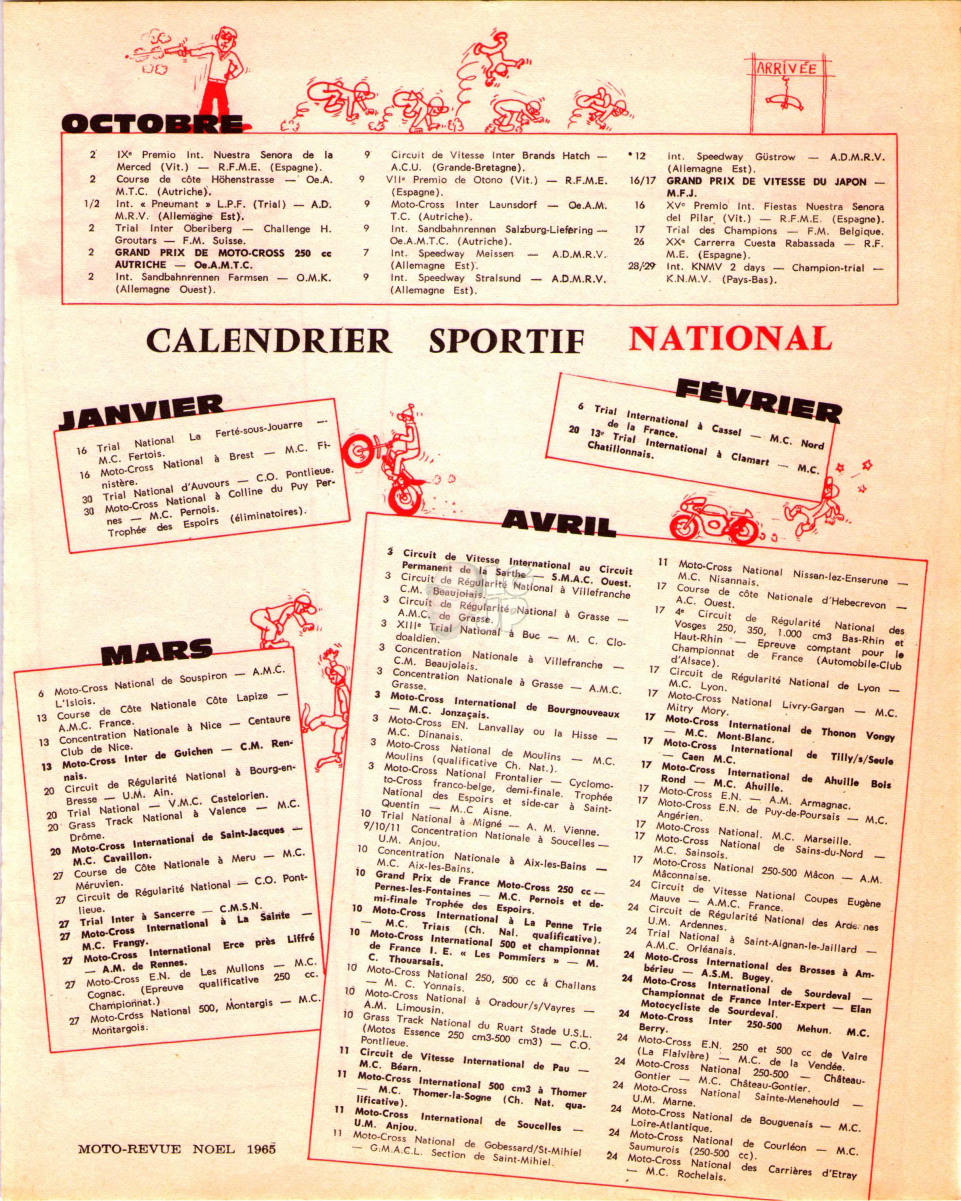 ARRIVÉE
OCTOBRE
2 IXe Premio Int. Nuestra Senora de la
Merced (Vit.) — R.F.M.E. (Espagne).
2 Course de côte Höhenstrasse — Oe.A.
M.T.C. (Autriche).
1/2 Int. « Pneumant » L.P.F. (Trial) — A.D.
M.R.V. (Allemagne Est).
2 Trial Inter Oberiberg — Challenge H.
Groutars — F.M. Suisse.
2 GRAND PRIX DE MOTO-CROSS 250 cc
AUTRICHE — Oe.A.M.T.C.
2 Int. Sandbahnrennen Farmsen — O.M.K.
(Allemagne Ouest).
9 Circuit de Vitesse Inter Brands Hatch —
A.C.U. (Grande-Bretagne).
9 VIIe Premio de Otono (Vit.) — R.F.M.E.
(Espagne).
9 Moto-Cross Inter Launsdorf — Oe.A.M.
T.C. (Autriche).
9 Int. Sandbahnrennen Salzburg-Liefering —
Oe.A.M.T.C. (Autriche).
7 Int. Speedway Meissen — A.D.M.R.V.
(Allemagne Est).
9 Int. Speedway Stralsund — A.D.M.R.V.
(Allemagne Est).
*12 Int. Speedway Güstrow — A.D.M.R.V.
(Allemagne Est).
16/17 GRAND PRIX DE VITESSE DU JAPON —
M.F.J.
16 XVe Premio Int. Fiestas Nuestra Senora
del Pilar (Vit.) — R.F.M.E. (Espagne).
17 Trial des Champions — F.M. Belgique.
26 XXe Carrerra Cuesta Rabassada — R.F.
M.E. (Espagne).
28/29 Int. KNMV 2 days — Champion-trial —
K.N.M.V. (Pays-Bas).
CALENDRIER SPORTIF NATIONAL
JANVIER
16 Trial National La Ferté-sous-Jouarre —
M.C. Fertois.
16 Moto-Cross National à Brest — M.C. Fi-
nistère.
30 Trial National d'Auvours — C.O. Pontlieue.
30 Moto-Cross National à Colline du Puy Per-
nes — M.C. Pernois.
Trophée des Espoirs (éliminatoires).
FÉVRIER
6 Trial International à Cassel — M.C. Nord
de la France.
20 13e Trial International à Clamart — M.C.
Chatillonnais.
MARS
6 Moto-Cross National de Souspiron — A.M.C.
L'Islois.
13 Course de Côte Nationale Côte Lapize —
A.M.C. France.
13 Concentration Nationale à Nice — Centaure
Club de Nice.
13 Moto-Cross Inter de Guichen — C.M. Ren-
nais.
20 Circuit de Régularité National à Bourg-en-
Bresse — U.M. Ain.
20 Trial National — V.M.C. Castelorien.
20 Grass Track National à Valence — M.C.
Drôme.
20 Moto-Cross International de Saint-Jacques —
M.C. Cavaillon.
27 Course de Côte Nationale à Meru — M.C.
Méruvien.
27 Circuit de Régularité National — C.O. Pont-
lieue.
27 Trial Inter à Sancerre — C.M.S.N.
27 Moto-Cross International à La Sainte —
M.C. Frangy.
27 Moto-Cross International Erce près Liffré
— A.M. de Rennes.
27 Moto-Cross E.N. de Les Mullons — M.C.
Cognac. (Epreuve qualificative 250 cc.
Championnat.)
27 Moto-Cross National 500, Montargis — M.C.
Montargois.
AVRIL
3 Circuit de Vitesse International au Circuit
Permanent de la Sarthe — S.M.A.C. Ouest.
3 Circuit de Régularité National à Villefranche
C.M. Beaujolais.
3 Circuit de Régularité National à Grasse —
A.M.C. de Grasse.
3 XIIIe Trial National à Buc — M. C. Clo-
doaldien.
3 Concentration Nationale à Villefranche —
C.M. Beaujolais.
3 Concentration Nationale à Grasse — A.M.C.
Grasse.
3 Moto-Cross International de Bourgnouveaux
— M.C. Jonzaçais.
3 Moto-Cross EN. Lanvallay ou la Hisse —
M.C. Dinanais.
3 Moto-Cross National de Moulins — M.C.
Moulins (qualificative Ch. Nat.).
3 Moto-Cross National Frontalier — Cyclomo-
to-Cross franco-belge, demi-finale. Trophée
National des Espoirs et side-car à Saint-
Quentin — M..C Aisne.
10 Trial National à Migné — A. M. Vienne.
9/10/11 Concentration Nationale à Soucelles —
U.M. Anjou.
10 Concentration Nationale à Aix-les-Bains —
M.C. Aix-les-Bains.
10 Grand Prix de France Moto-Cross 250 cc —
Pernes-les-Fontaines — M.C. Pernois et de-
mi-finale Trophée des Espoirs.
10 Moto-Cross International à La Penne Trie
— M.C. Triais (Ch. Nal. qualificative).
10 Moto-Cross International 500 et championnat
de France I. E. « Les Pommiers » — M.
C. Thouarsais.
10 Moto-Cross National 250, 500 cc à Challans
— M. C. Yonnais.
10 Moto-Cross National à Oradour/s/Vayres —
A.M. Limousin.
10 Grass Track National du Ruart Stade U.S.L.
(Motos Essence 250 cm3-500 cm3) — C.O.
Pontlieue.
11 Circuit de Vitesse International de Pau —
M.C. Béarn.
11 Moto-Cross International 500 cm3 à Thomer
— M.C. Thomer-la-Sogne (Ch. Nat. qua-
lificative).
11 Moto-Cross International de Soucelles —
U.M. Anjou.
11 Moto-Cross National de Gobessard/St-Mihiel
— G.M.A.C.L. Section de Saint-Mihiel.
11 Moto-Cross National Nissan-lez-Enserune —
M.C. Nisannais.
17 Course de côte Nationale d'Hebecrevon —
A.C. Ouest.
17 4e Circuit de Régularité National des
Vosges 250, 350, 1.000 cm3 Bas-Rhin et
Haut-Rhin — Epreuve comptant pour le
Championnat de France (Automobile-Club
d'Alsace).
17 Circuit de Régularité National de Lyon —
M.C. Lyon.
17 Moto-Cross National Livry-Gargan — M.C.
Mitry Mory.
17 Moto-Cross International de Thonon Vongy
— M.C. Mont-Blanc.
17 Moto-Cross International de Tilly/s/Seule
— Caen M.C.
17 Moto-Cross International de Ahuille Bois
Rond — M.C. Ahuille.
17 Moto-Cross E.N. — A.M. Armagnac.
17 Moto-Cross E.N. de Puy-de-Poursais — M.C.
Angérien.
17 Moto-Cross National. M.C. Marseille.
17 Moto-Cross National de Sains-du-Nord —
M.C. Sainsois.
17 Moto-Cross National 250-500 Mâcon — A.M.
Mâconnaise.
24 Circuit de Vitesse National Coupes Eugène
Mauve — A.M.C. France.
24 Circuit de Régularité National des Ardennes
U.M. Ardennes.
24 Trial National à Saint-Aignan-le-Jaillard —
A.M.C. Orléanais.
24 Moto-Cross International des Brosses à Am-
bérieu — A.S.M. Bugey.
24 Moto-Cross International de Sourdeval —
Championnat de France Inter-Expert — Elan
Motocycliste de Sourdeval.
24 Moto-Cross Inter 250-500 Mehun. M.C.
Berry.
24 Moto-Cross E.N. 250 et 500 cc de Vaire
(La Flaivière) — M.C. de la Vendée.
24 Moto-Cross National 250-500 — Château-
Gontier — M.C. Château-Gontier.
24 Moto-Cross National Sainte-Menehould —
U.M. Marne.
24 Moto-Cross National de Bouguenais — M.C.
Loire-Atlantique.
24 Moto-Cross National de Courléon — M.C.
Saumurois (250-500 cc).
24 Moto-Cross National des Carrières d'Etray
— M.C. Rochelais.
MOTO-REVUE NOEL 1965